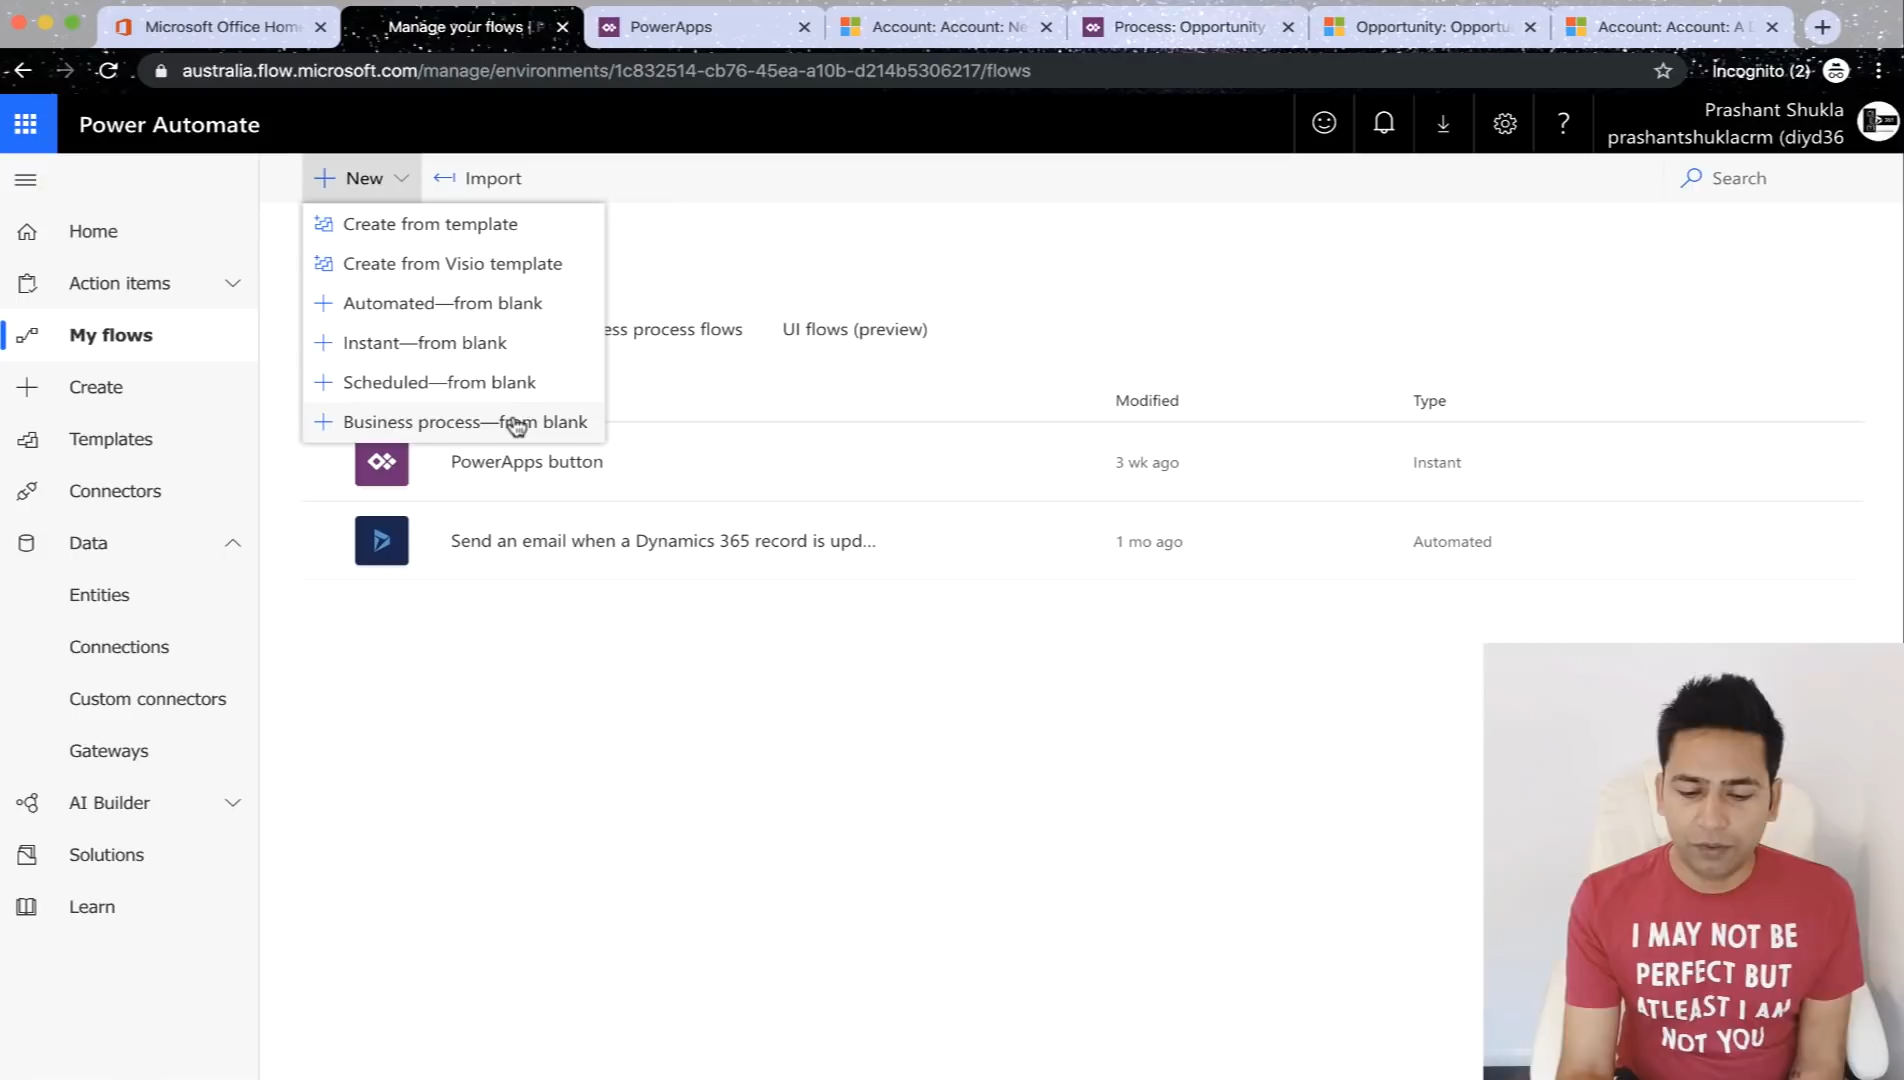 Microsoft Office Home
Manage your flows |
PowerApps
Account: Account: Ne
Process: Opportunity
Opportunity: Opportu
Account: Account: A D
australia.flow.microsoft.com/manage/environments/1c832514-cb76-45ea-a10b-d214b5306217/flows
Incognito (2)
Power Automate
Prashant Shukla
prashantshuklacrm (diyd36
New
Import
Search
Create from template
Create from Visio template
Automated—from blank
Instant—from blank
Scheduled—from blank
Business process—from blank
Home
Action items
My flows
Create
Templates
Connectors
Data
Entities
Connections
Custom connectors
Gateways
AI Builder
Solutions
Learn
ess process flows
UI flows (preview)
Modified
Type
PowerApps button
3 wk ago
Instant
Send an email when a Dynamics 365 record is upd...
1 mo ago
Automated
I MAY NOT BE
PERFECT BUT
ATLEAST I AM
NOT YOU